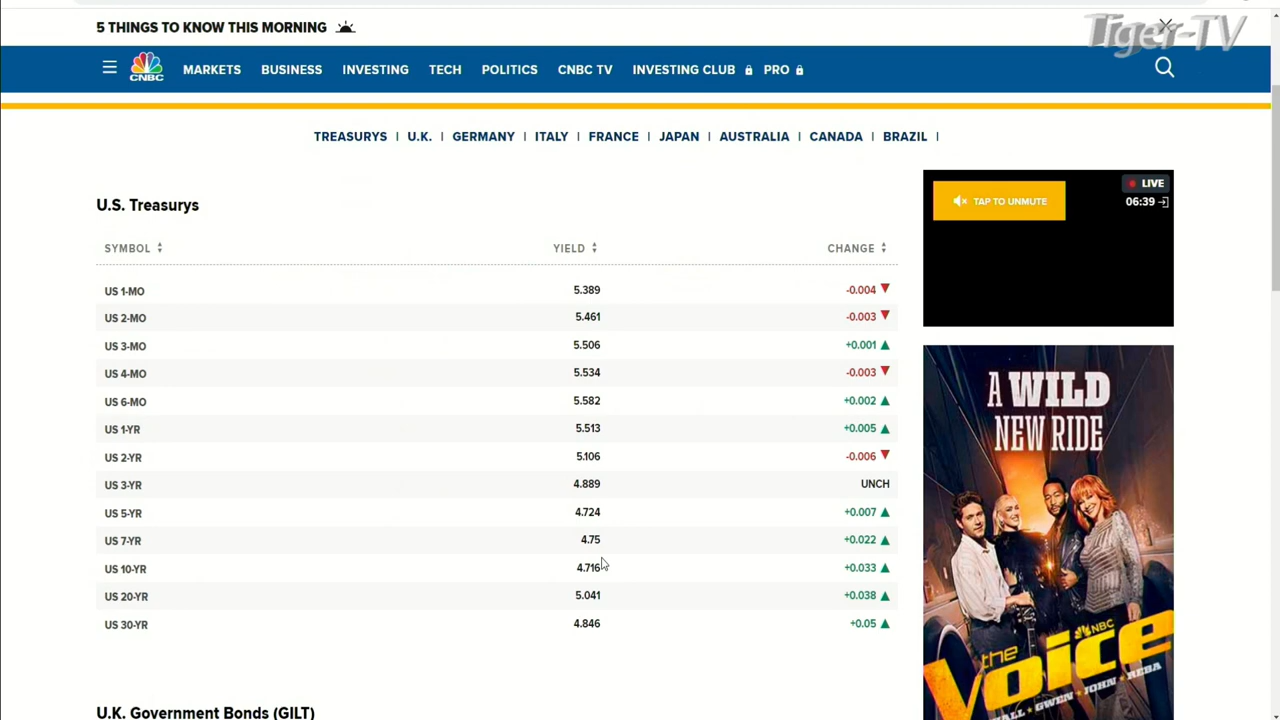 5 THINGS TO KNOW THIS MORNING
Tiger-TV
CNBC
MARKETS BUSINESS INVESTING TECH POLITICS CNBC TV INVESTING CLUB PRO
TREASURYS | U.K. | GERMANY | ITALY | FRANCE | JAPAN | AUSTRALIA | CANADA | BRAZIL |
LIVE
TAP TO UNMUTE
06:39
U.S. Treasurys
SYMBOL YIELD CHANGE
US 1-MO 5.389 -0.004
US 2-MO 5.461 -0.003
US 3-MO 5.506 +0.001
US 4-MO 5.534 -0.003
US 6-MO 5.582 +0.002
US 1-YR 5.513 +0.005
US 2-YR 5.106 -0.006
US 3-YR 4.889 UNCH
US 5-YR 4.724 +0.007
US 7-YR 4.75 +0.022
US 10-YR 4.716 +0.033
US 20-YR 5.041 +0.038
US 30-YR 4.846 +0.05
A WILD
NEW RIDE
NBC
the
Voice
GWEN ★ JOHN ★ REBA
U.K. Government Bonds (GILT)